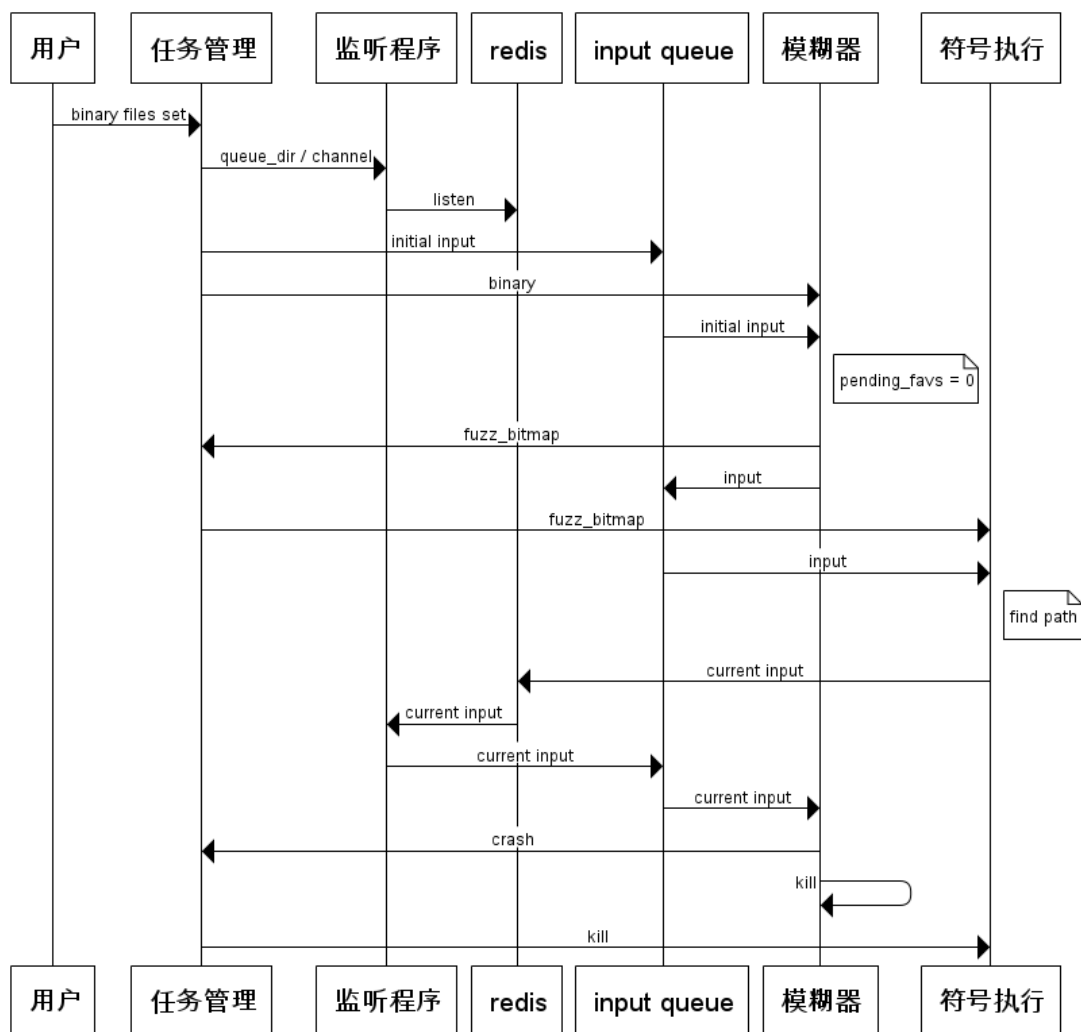 用户
任务管理
监听程序
redis
input queue
模糊器
符号执行
binary files set
queue_dir / channel
listen
initial input
binary
initial input
pending_favs = 0
fuzz_bitmap
input
fuzz_bitmap
input
find path
current input
current input
current input
current input
crash
kill
kill
用户
任务管理
监听程序
redis
input queue
模糊器
符号执行